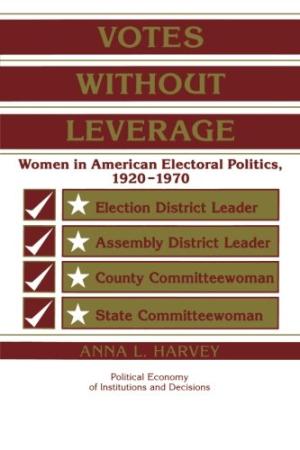 VOTES
WITHOUT
LEVERAGE
Women in American Electoral Politics,
1920–1970
Election District Leader
Assembly District Leader
County Committeewoman
State Committeewoman
ANNA L. HARVEY
Political Economy
of Institutions and Decisions